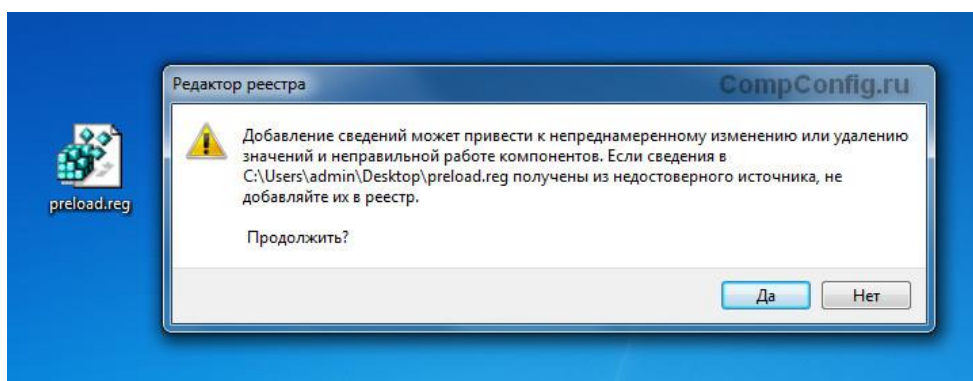 Редактор реестра
CompConfig.ru
Добавление сведений может привести к непреднамеренному изменению или удалению
значений и неправильной работе компонентов. Если сведения в
C:\Users\admin\Desktop\preload.reg получены из недостоверного источника, не
добавляйте их в реестр.
Продолжить?
preload.reg
Да
Нет